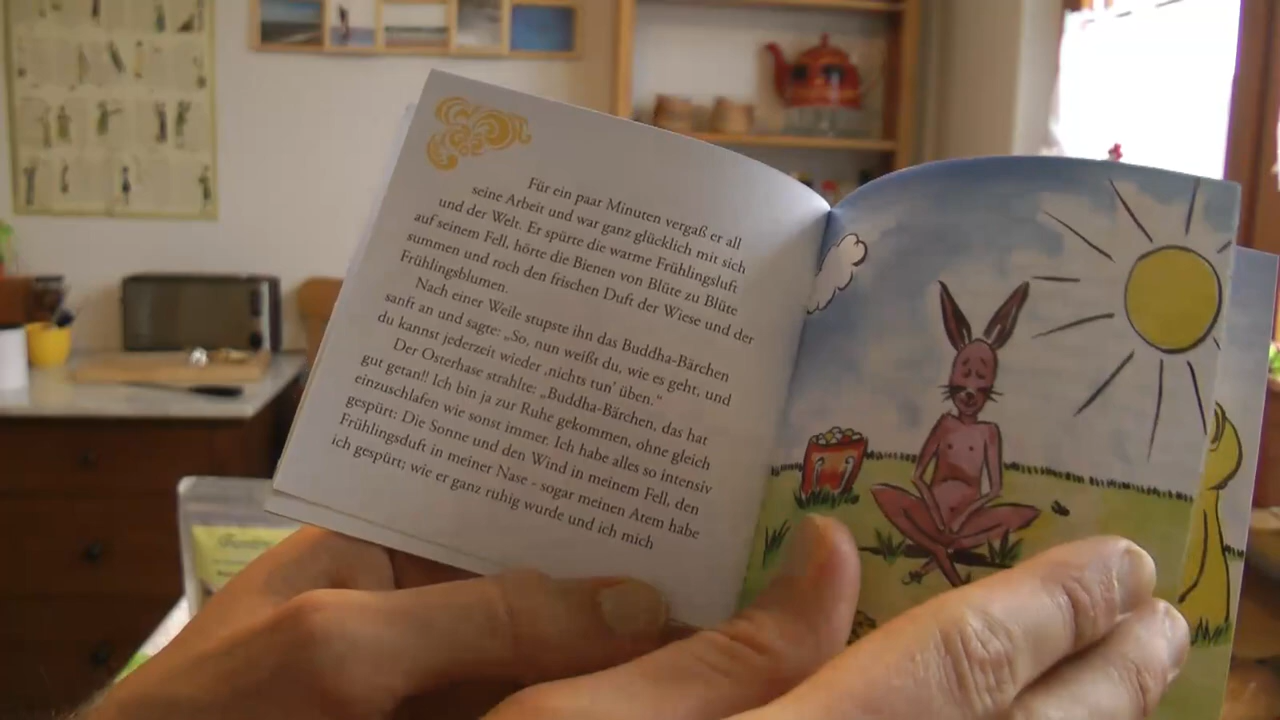 Für ein paar Minuten vergaß er all
seine Arbeit und war ganz glücklich mit sich
und der Welt. Er spürte die warme Frühlingsluft
auf seinem Fell, hörte die Bienen von Blüte zu Blüte
summen und roch den frischen Duft der Wiese und der
Frühlingsblumen.
Nach einer Weile stupste ihn das Buddha-Bärchen
sanft an und sagte: „So, nun weißt du, wie es geht, und
du kannst jederzeit wieder ‚nichts tun' üben.“
Der Osterhase strahlte: „Buddha-Bärchen, das hat
gut getan!! Ich bin ja zur Ruhe gekommen, ohne gleich
einzuschlafen wie sonst immer. Ich habe alles so intensiv
gespürt: Die Sonne und den Wind in meinem Fell, den
Frühlingsduft in meiner Nase - sogar meinen Atem habe
ich gespürt; wie er ganz ruhig wurde und ich mich